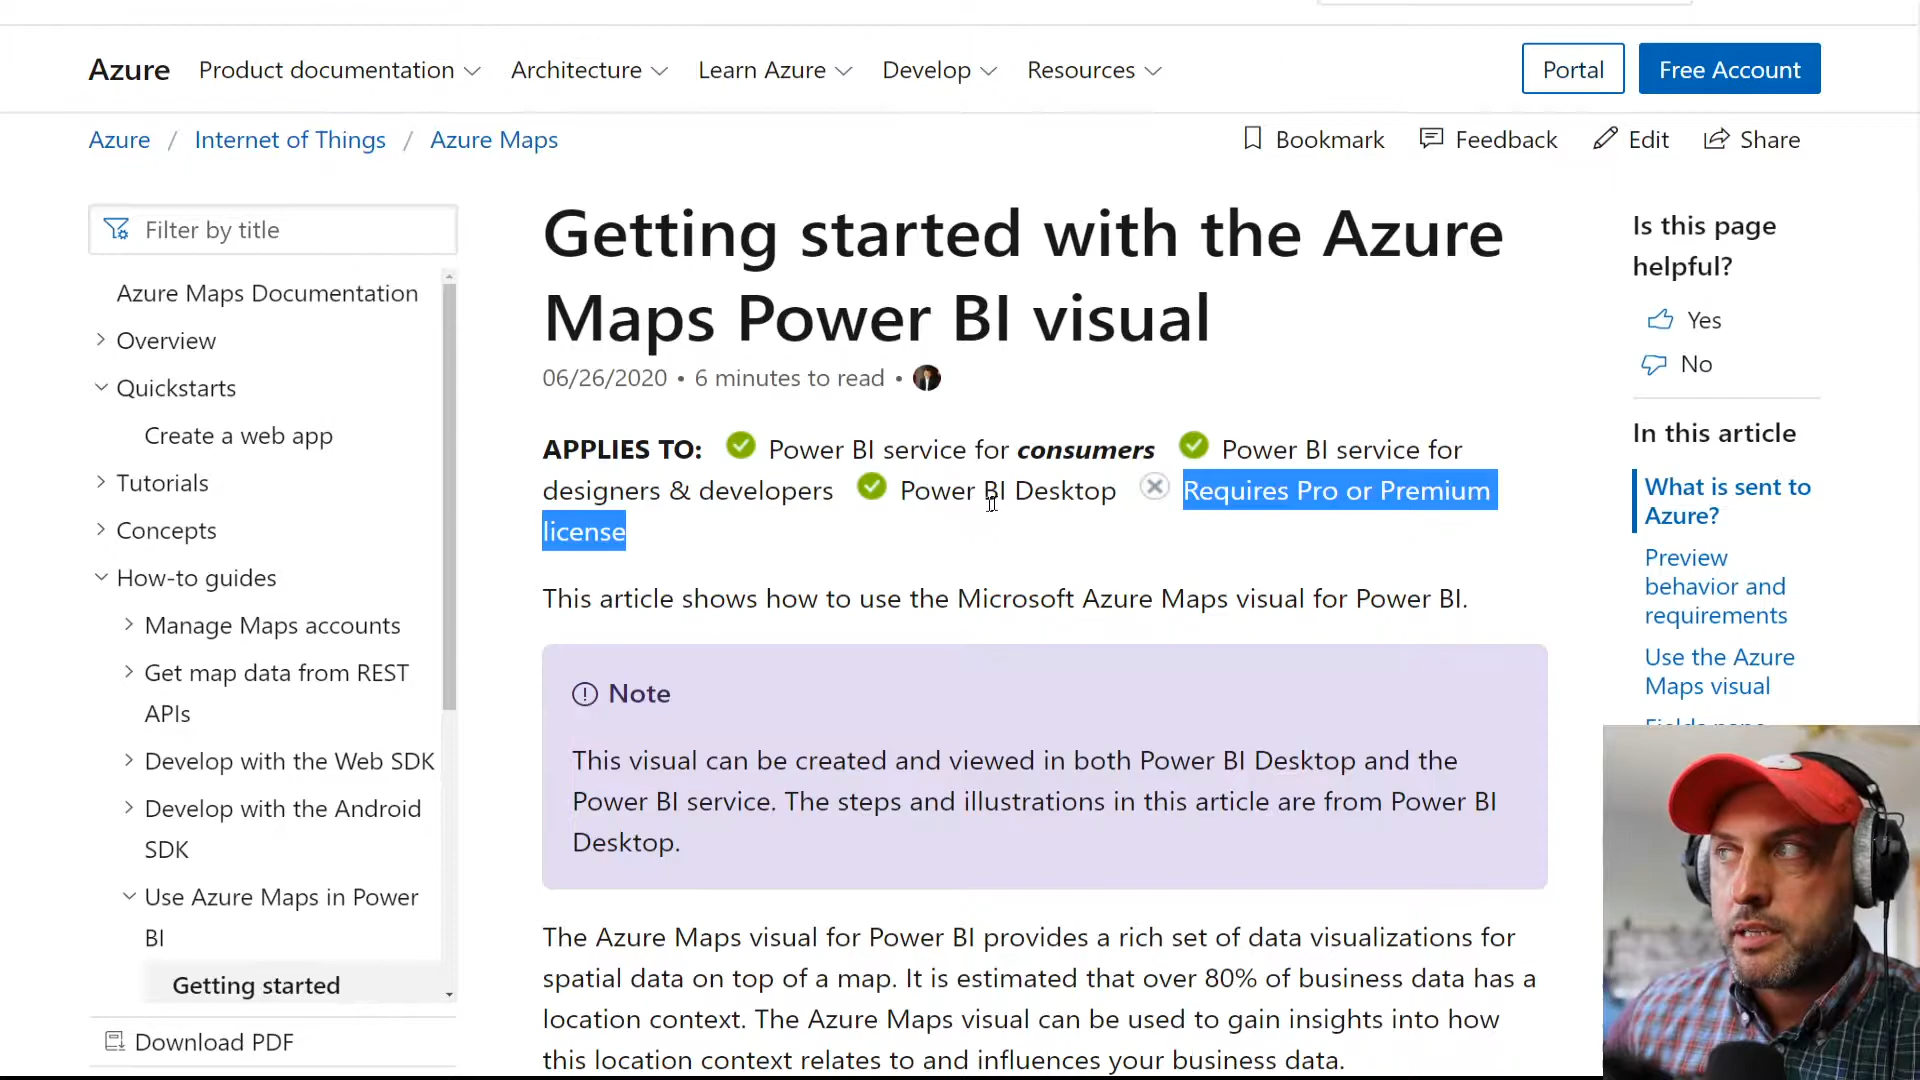 Azure Product documentation Architecture Learn Azure Develop Resources Portal Free Account
Azure / Internet of Things / Azure Maps
Bookmark Feedback Edit Share
Filter by title
Azure Maps Documentation
Overview
Quickstarts
Create a web app
Tutorials
Concepts
How-to guides
Manage Maps accounts
Get map data from REST
APIs
Develop with the Web SDK
Develop with the Android
SDK
Use Azure Maps in Power
BI
Getting started
Download PDF
Getting started with the Azure
Maps Power BI visual
06/26/2020 • 6 minutes to read •
APPLIES TO: Power BI service for consumers Power BI service for
designers & developers Power BI Desktop Requires Pro or Premium
license
This article shows how to use the Microsoft Azure Maps visual for Power BI.
Note
This visual can be created and viewed in both Power BI Desktop and the
Power BI service. The steps and illustrations in this article are from Power BI
Desktop.
The Azure Maps visual for Power BI provides a rich set of data visualizations for
spatial data on top of a map. It is estimated that over 80% of business data has a
location context. The Azure Maps visual can be used to gain insights into how
this location context relates to and influences your business data.
Is this page
helpful?
Yes
No
In this article
What is sent to
Azure?
Preview
behavior and
requirements
Use the Azure
Maps visual